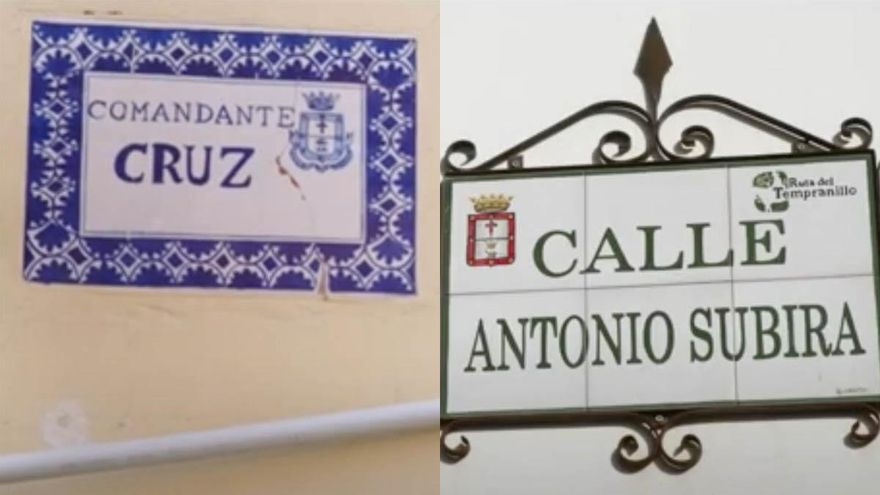 COMANDANTE
CRUZ
Ruta del
Tempranillo
CALLE
ANTONIO SUBIRA